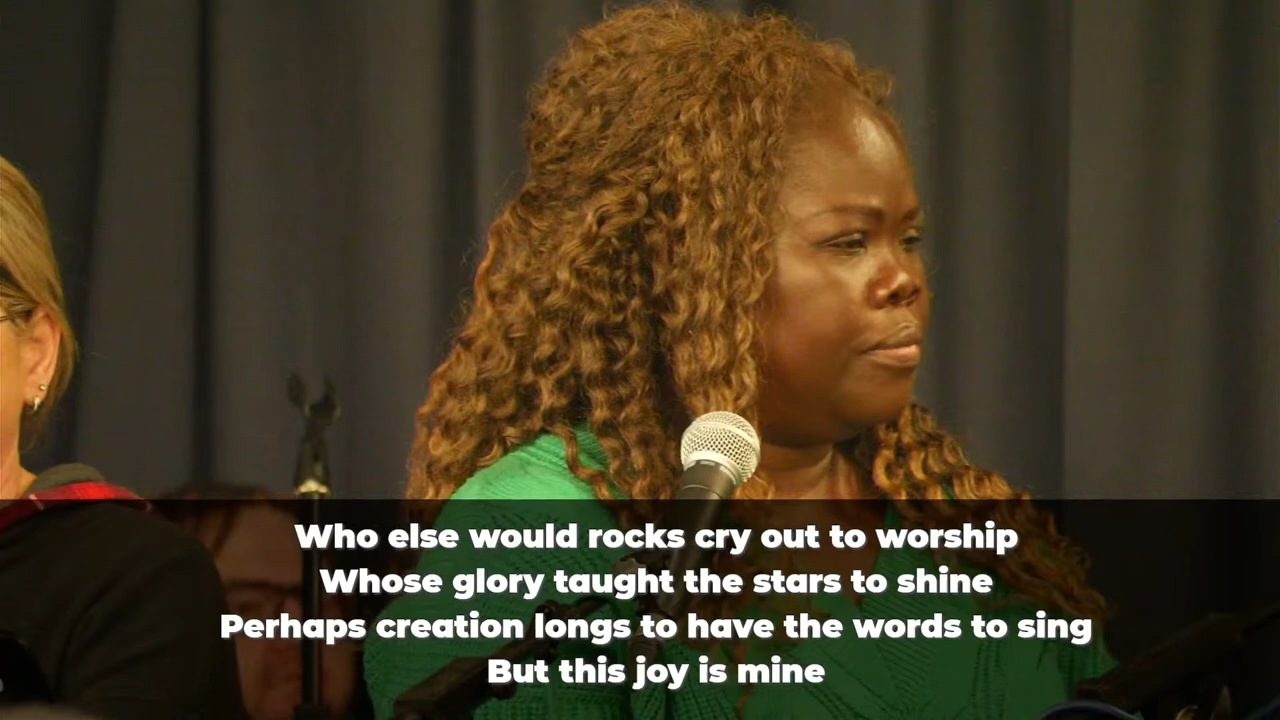 Who else would rocks cry out to worship
Whose glory taught the stars to shine
Perhaps creation longs to have the words to sing
But this joy is mine